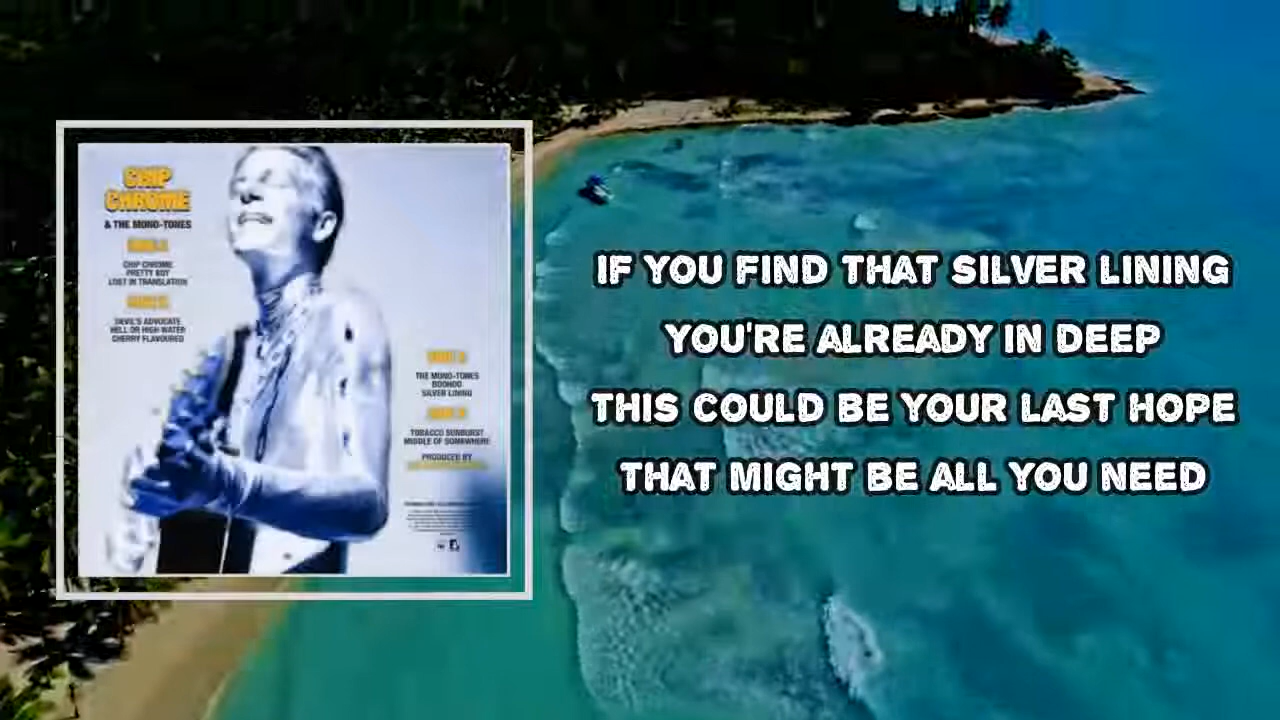 CHIP
CHROME
& THE MONO-TONES
CHIP CHROME
PRETTY BOY
LOST IN TRANSLATION
DEVIL'S ADVOCATE
HELL OR HIGH WATER
CHERRY FLAVOURED
THE MONO-TONES
BOOHOO
SILVER LINING
TOBACCO SUNBURST
MIDDLE OF SOMEWHERE
PRODUCED BY
IF YOU FIND THAT SILVER LINING
YOU'RE ALREADY IN DEEP
THIS COULD BE YOUR LAST HOPE
THAT MIGHT BE ALL YOU NEED